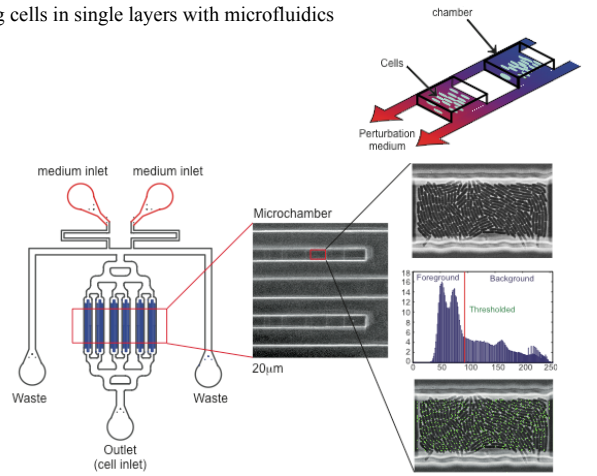 g cells in single layers with microfluidics
chamber
Cells
Perturbation
medium
medium inlet
medium inlet
Microchamber
20μm
Waste
Waste
Outlet
(cell inlet)
Foreground
Background
Thresholded
18
16
14
12
10
8
6
4
2
0
0
50
100
150
200
250